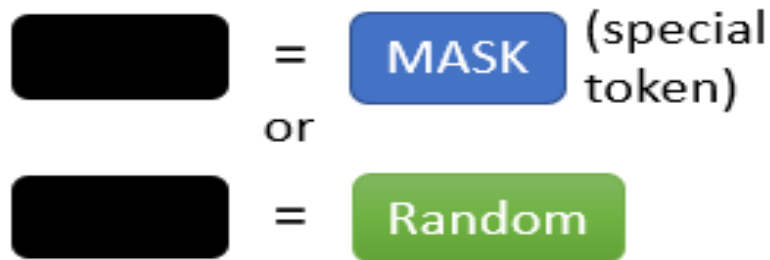 = MASK (special
token)
or
= Random